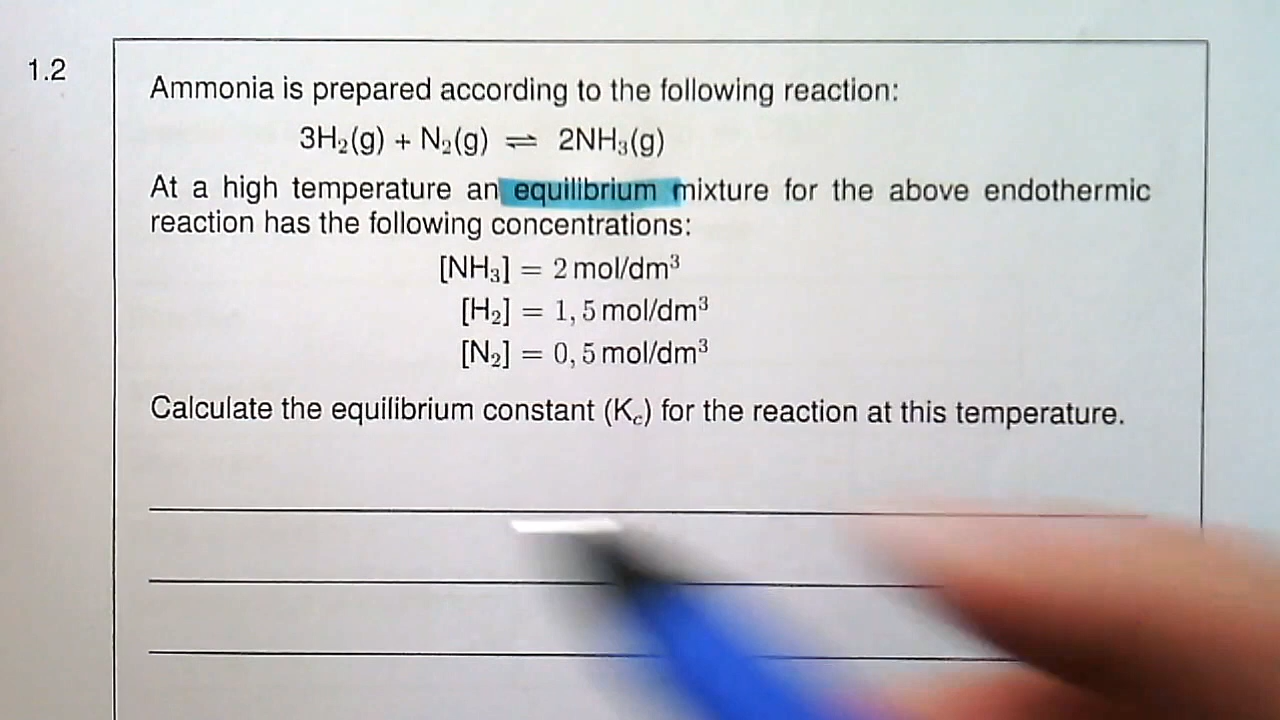 1.2
Ammonia is prepared according to the following reaction:
3H₂(g) + N₂(g) ⇌ 2NH₃(g)
At a high temperature an equilibrium mixture for the above endothermic
reaction has the following concentrations:
[NH₃] = 2 mol/dm³
[H₂] = 1, 5 mol/dm³
[N₂] = 0, 5 mol/dm³
Calculate the equilibrium constant (K꜀) for the reaction at this temperature.